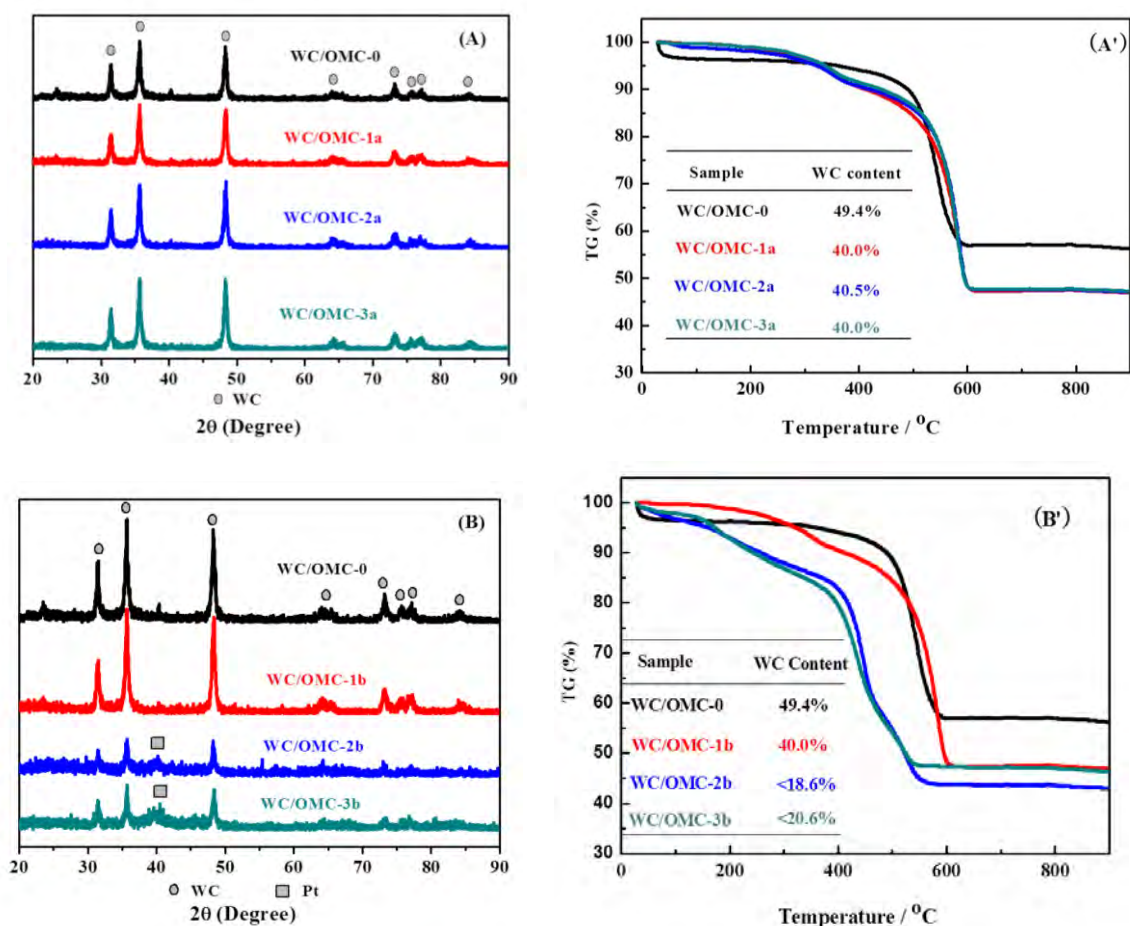 (A)
WC
WC/OMC-0
WC/OMC-1a
WC/OMC-2a
WC/OMC-3a
20 30 40 50 60 70 80 90
WC
2θ (Degree)
(A')
100
90
80
70
60
50
40
30
TG (%)
Sample WC content
WC/OMC-0 49.4%
WC/OMC-1a 40.0%
WC/OMC-2a 40.5%
WC/OMC-3a 40.0%
0 200 400 600 800
Temperature / °C
(B)
WC/OMC-0
WC/OMC-1b
WC/OMC-2b
WC/OMC-3b
20 30 40 50 60 70 80 90
WC Pt
2θ (Degree)
(B')
100
90
80
70
60
50
40
30
TG (%)
Sample WC Content
WC/OMC-0 49.4%
WC/OMC-1b 40.0%
WC/OMC-2b <18.6%
WC/OMC-3b <20.6%
0 200 400 600 800
Temperature / °C